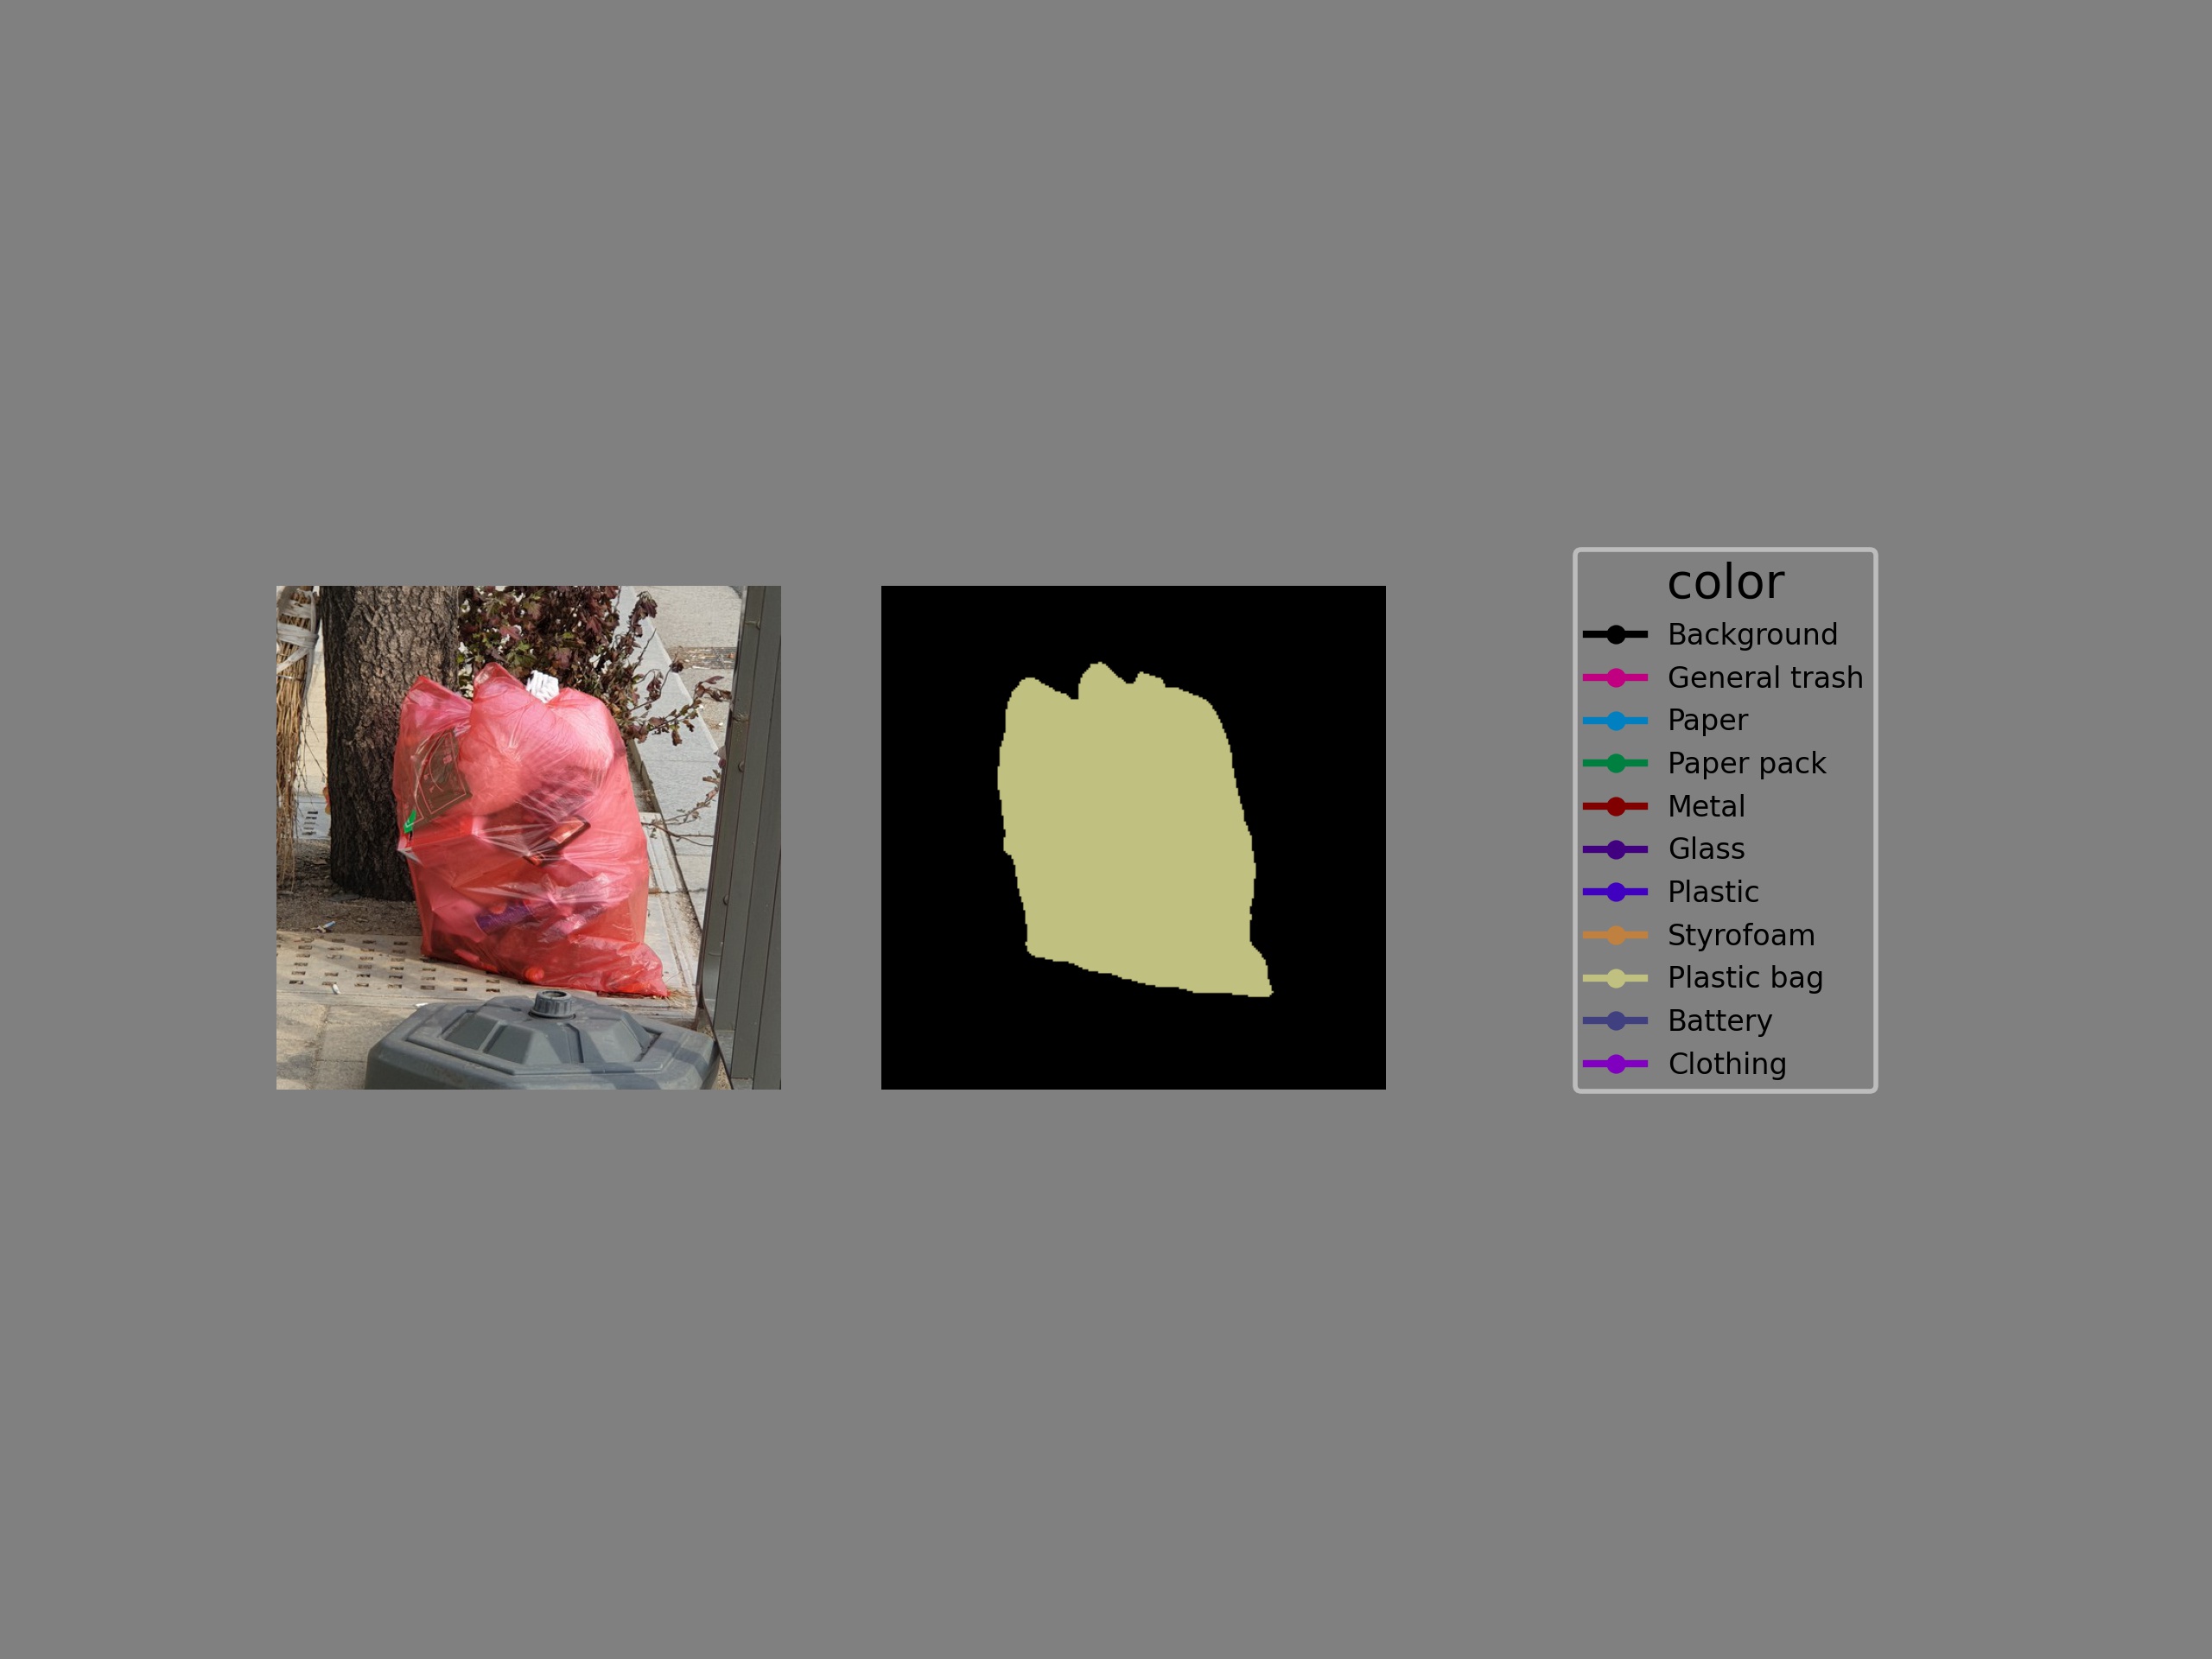 color
Background
General trash
Paper
Paper pack
Metal
Glass
Plastic
Styrofoam
Plastic bag
Battery
Clothing